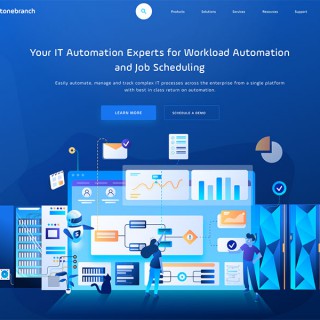 tonebranch
Products
Solutions
Services
Resources
Support
Your IT Automation Experts for Workload Automation
and Job Scheduling
Easily automate, manage and track complex IT processes across the enterprise from a single platform
with best in class return on automation.
LEARN MORE
SCHEDULE A DEMO